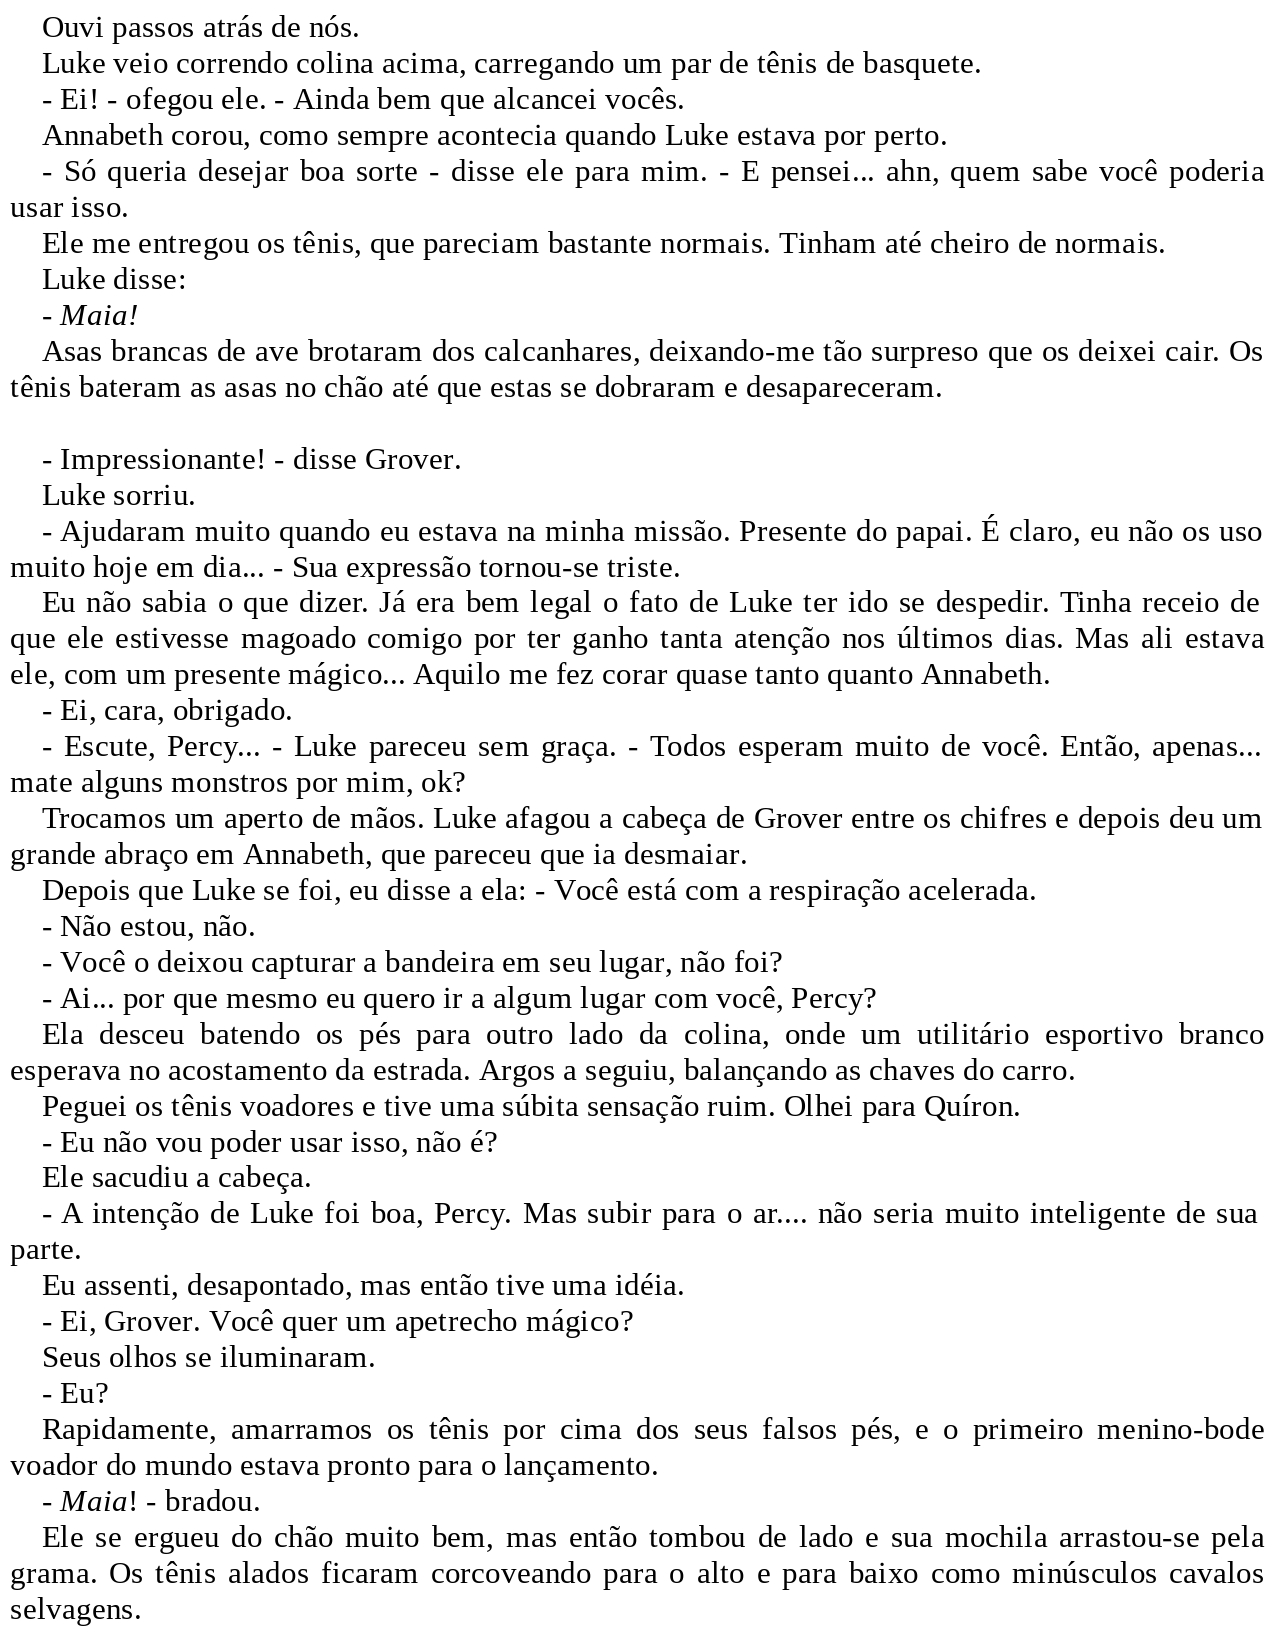 Ouvi passos atrás de nós.
Luke veio correndo colina acima, carregando um par de tênis de basquete.
- Ei! - ofegou ele. - Ainda bem que alcancei vocês.
Annabeth corou, como sempre acontecia quando Luke estava por perto.
- Só queria desejar boa sorte - disse ele para mim. - E pensei... ahn, quem sabe você poderia
usar isso.
Ele me entregou os tênis, que pareciam bastante normais. Tinham até cheiro de normais.
Luke disse:
- Maia!
Asas brancas de ave brotaram dos calcanhares, deixando-me tão surpreso que os deixei cair. Os
tênis bateram as asas no chão até que estas se dobraram e desapareceram.
- Impressionante! - disse Grover.
Luke sorriu.
- Ajudaram muito quando eu estava na minha missão. Presente do papai. É claro, eu não os uso
muito hoje em dia... - Sua expressão tornou-se triste.
Eu não sabia o que dizer. Já era bem legal o fato de Luke ter ido se despedir. Tinha receio de
que ele estivesse magoado comigo por ter ganho tanta atenção nos últimos dias. Mas ali estava
ele, com um presente mágico... Aquilo me fez corar quase tanto quanto Annabeth.
- Ei, cara, obrigado.
- Escute, Percy... - Luke pareceu sem graça. - Todos esperam muito de você. Então, apenas...
mate alguns monstros por mim, ok?
Trocamos um aperto de mãos. Luke afagou a cabeça de Grover entre os chifres e depois deu um
grande abraço em Annabeth, que pareceu que ia desmaiar.
Depois que Luke se foi, eu disse a ela: - Você está com a respiração acelerada.
- Não estou, não.
- Você o deixou capturar a bandeira em seu lugar, não foi?
- Ai... por que mesmo eu quero ir a algum lugar com você, Percy?
Ela desceu batendo os pés para outro lado da colina, onde um utilitário esportivo branco
esperava no acostamento da estrada. Argos a seguiu, balançando as chaves do carro.
Peguei os tênis voadores e tive uma súbita sensação ruim. Olhei para Quíron.
- Eu não vou poder usar isso, não é?
Ele sacudiu a cabeça.
- A intenção de Luke foi boa, Percy. Mas subir para o ar.... não seria muito inteligente de sua
parte.
Eu assenti, desapontado, mas então tive uma idéia.
- Ei, Grover. Você quer um apetrecho mágico?
Seus olhos se iluminaram.
- Eu?
Rapidamente, amarramos os tênis por cima dos seus falsos pés, e o primeiro menino-bode
voador do mundo estava pronto para o lançamento.
- Maia! - bradou.
Ele se ergueu do chão muito bem, mas então tombou de lado e sua mochila arrastou-se pela
grama. Os tênis alados ficaram corcoveando para o alto e para baixo como minúsculos cavalos
selvagens.